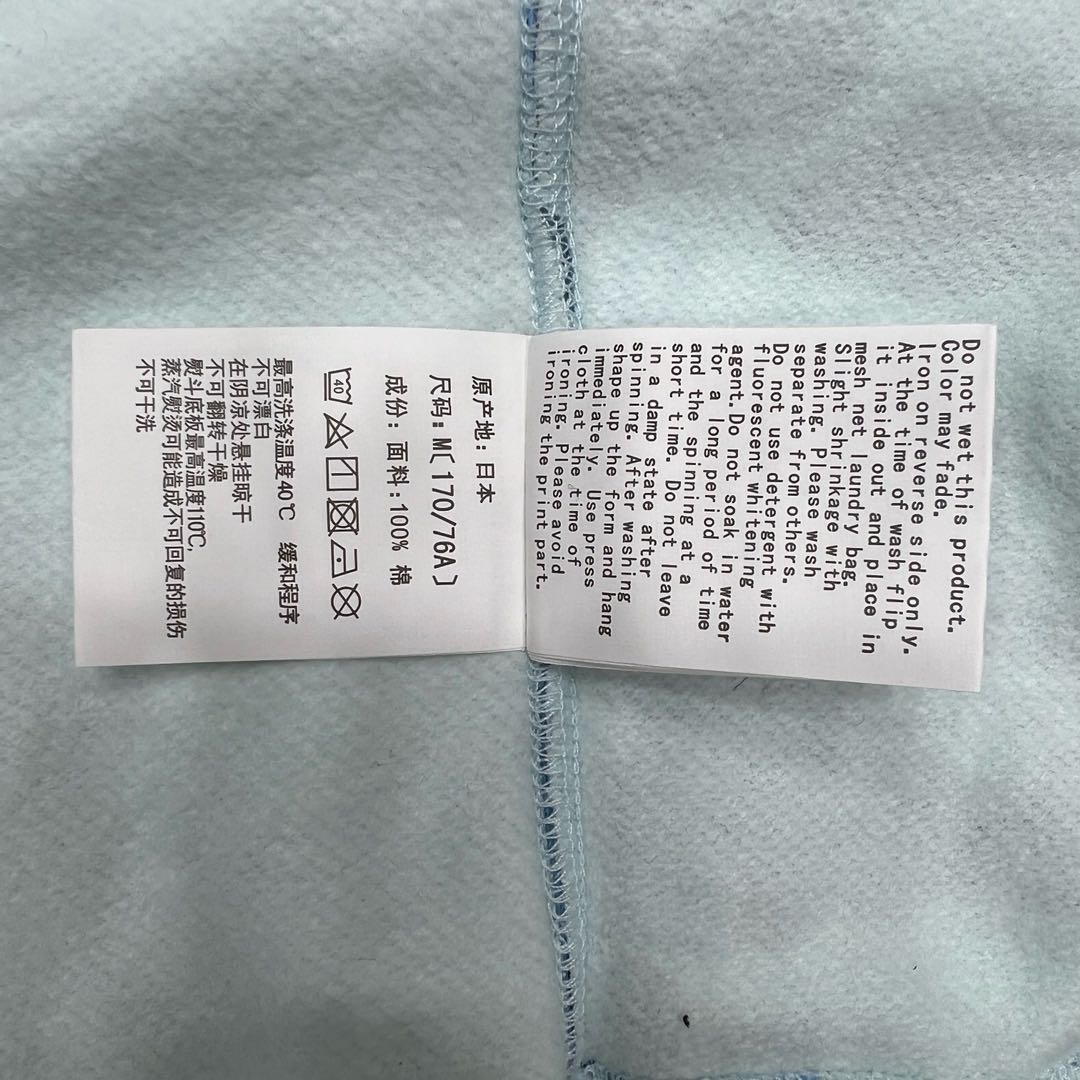 原产地:日本
尺码:M(170/76A)
成份:面料:100% 棉
40
最高洗涤温度40℃ 缓和程序
不可漂白
在阴凉处悬挂晾干
不可翻转干燥
熨斗底板最高温度110℃,
蒸汽熨烫可能造成不可回复的损伤
不可干洗
Do not wet this product.
Color may fade.
Iron on reverse side only.
At the time of wash flip
it inside out and place in
mesh net laundry bag.
Slight shrinkage with
washing. Please wash
separate from others.
Do not use detergent with
fluorescent whitening
agent. Do not soak in water
for a long period of time
and the spinning at a
short time. Do not leave
in a damp state after
spinning. After washing
shape up the form and hang
immediately. Use press
cloth at the time of
ironing. Please avoid
ironing the print part.